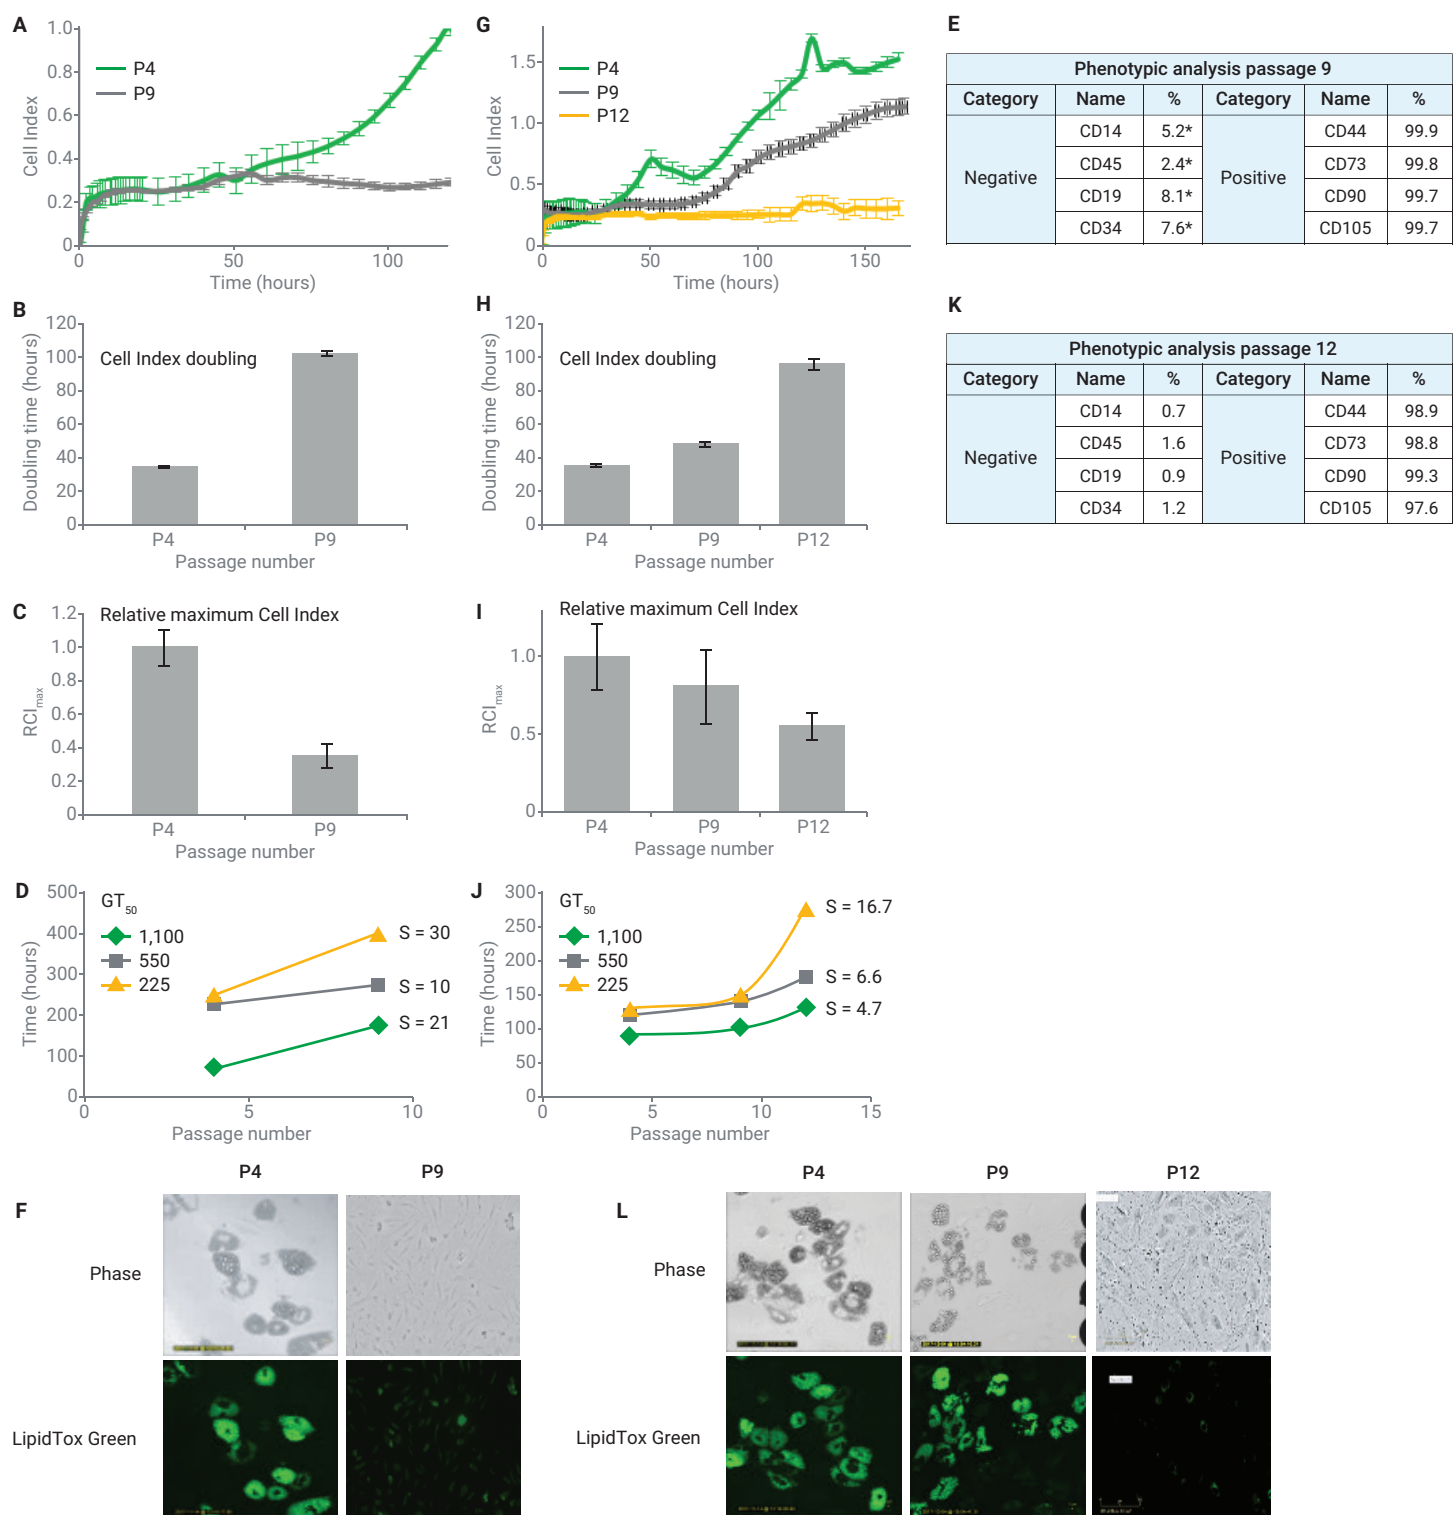 A
1.0
0.8
0.6
0.4
0.2
0
Cell Index
P4
P9
0 50 100
Time (hours)
G
1.5
1.0
0.5
0
Cell Index
P4
P9
P12
0 50 100 150
Time (hours)
E
Phenotypic analysis passage 9
Category Name % Category Name %
Negative
CD14 5.2*
CD45 2.4*
CD19 8.1*
CD34 7.6*
Positive
CD44 99.9
CD73 99.8
CD90 99.7
CD105 99.7
B
120
100
80
60
40
20
0
Doubling time (hours)
Cell Index doubling
P4 P9
Passage number
H
120
100
80
60
40
20
0
Doubling time (hours)
Cell Index doubling
P4 P9 P12
Passage number
K
Phenotypic analysis passage 12
Category Name % Category Name %
Negative
CD14 0.7
CD45 1.6
CD19 0.9
CD34 1.2
Positive
CD44 98.9
CD73 98.8
CD90 99.3
CD105 97.6
C
1.2
1.0
0.8
0.6
0.4
0.2
0
RCImax
Relative maximum Cell Index
P4 P9
Passage number
I
1.0
0.5
0
RCImax
Relative maximum Cell Index
P4 P9 P12
Passage number
D
500
400
300
200
100
0
Time (hours)
GT50
1,100
550
225
S = 30
S = 10
S = 21
0 5 10
Passage number
J
300
250
200
150
100
50
0
Time (hours)
GT50
1,100
550
225
S = 16.7
S = 6.6
S = 4.7
0 5 10 15
Passage number
P4 P9
F
Phase
LipidTox Green
P4 P9 P12
L
Phase
LipidTox Green